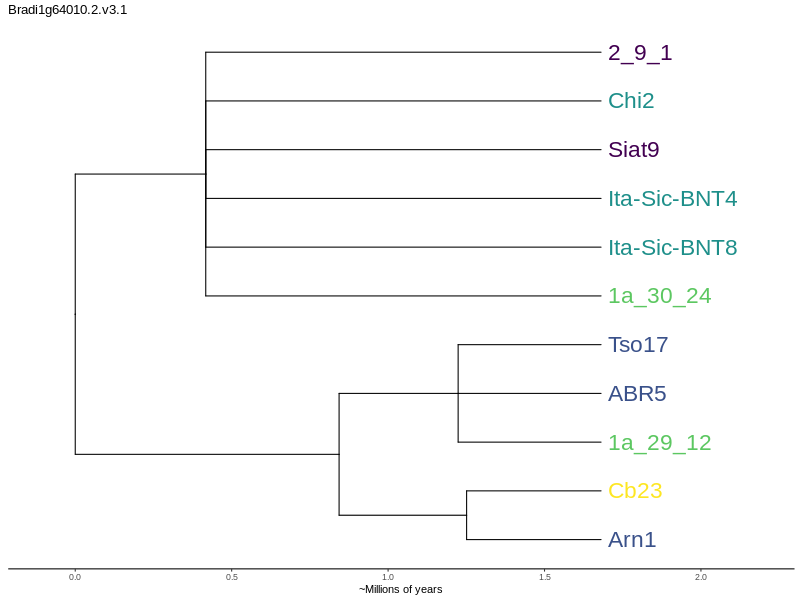 Bradi1g64010.2.v3.1
2_9_1
Chi2
Siat9
Ita-Sic-BNT4
Ita-Sic-BNT8
1a_30_24
Tso17
ABR5
1a_29_12
Cb23
Arn1
0.0 0.5 1.0 1.5 2.0
~Millions of years